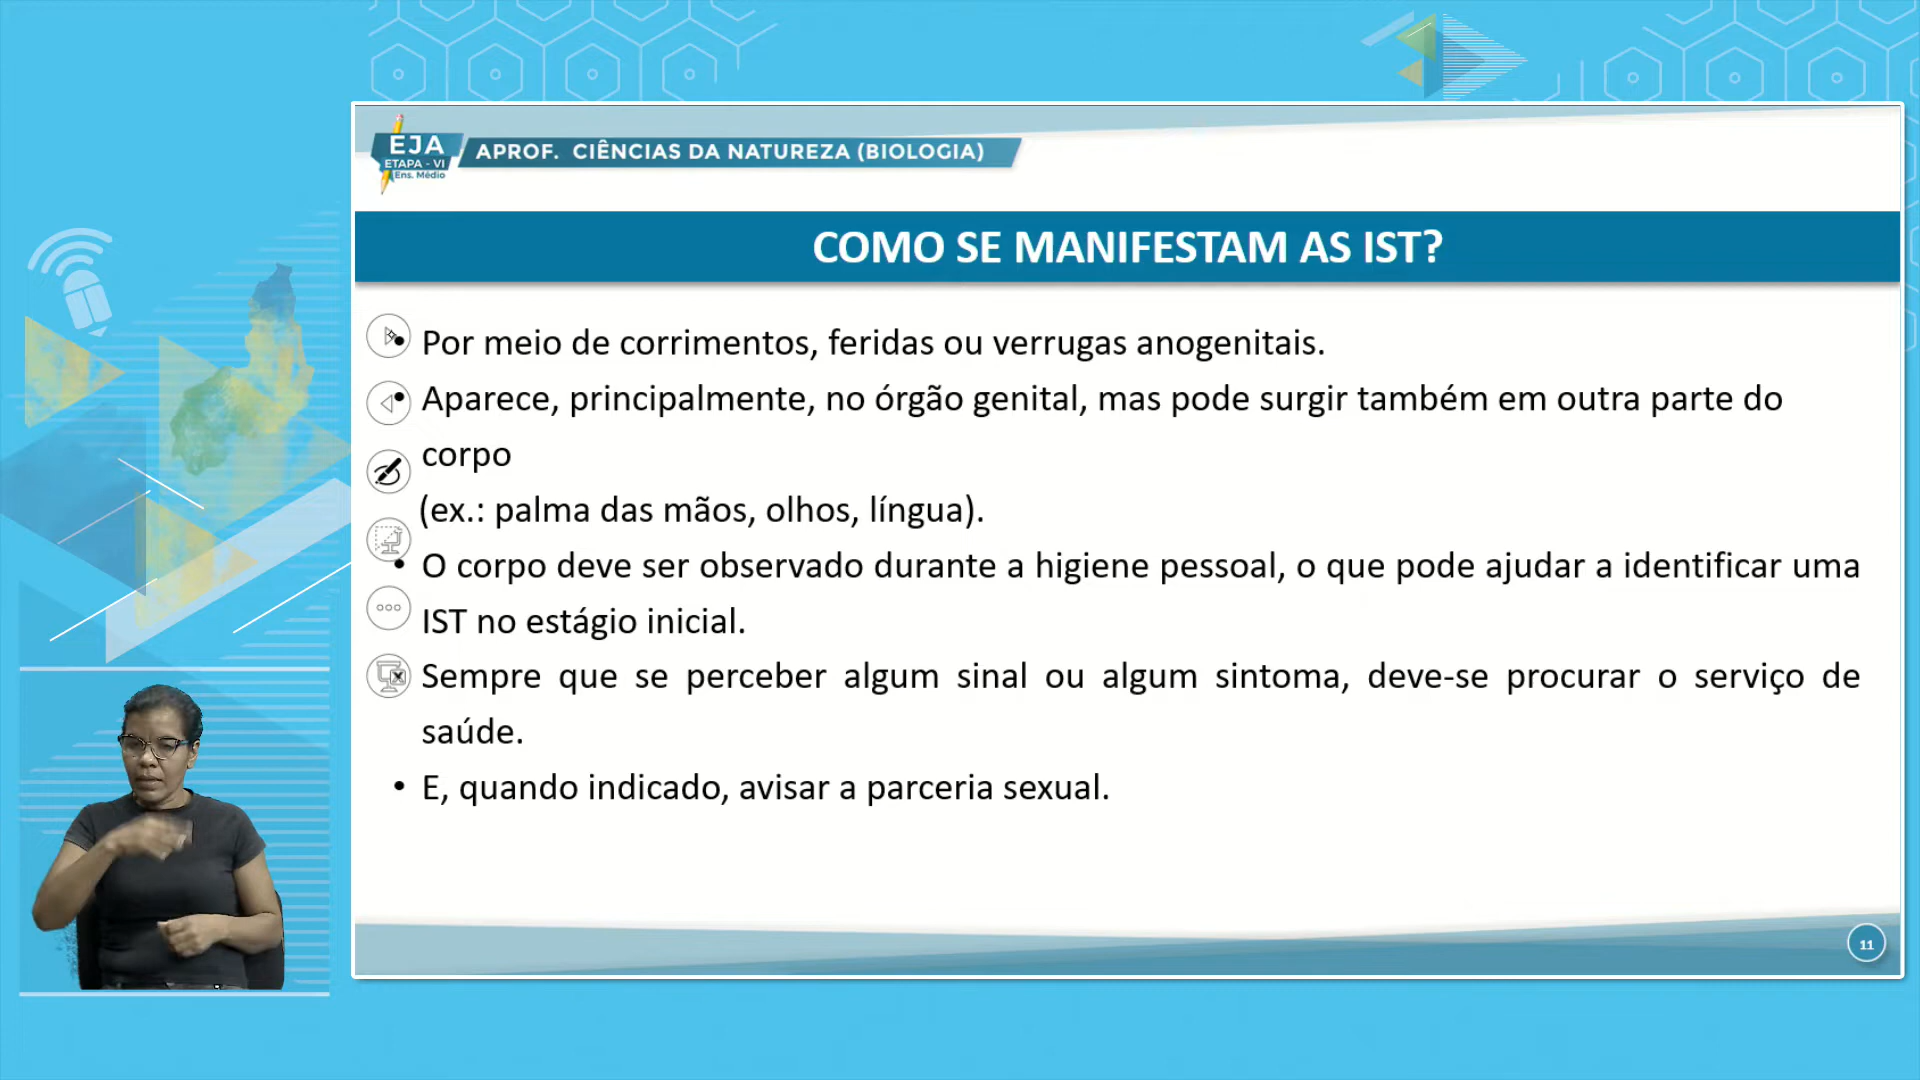 EJA
ETAPA - VI
Ens. Médio
APROF. CIÊNCIAS DA NATUREZA (BIOLOGIA)
COMO SE MANIFESTAM AS IST?
• Por meio de corrimentos, feridas ou verrugas anogenitais.
• Aparece, principalmente, no órgão genital, mas pode surgir também em outra parte do
corpo
(ex.: palma das mãos, olhos, língua).
• O corpo deve ser observado durante a higiene pessoal, o que pode ajudar a identificar uma
IST no estágio inicial.
Sempre que se perceber algum sinal ou algum sintoma, deve-se procurar o serviço de
saúde.
• E, quando indicado, avisar a parceria sexual.
11